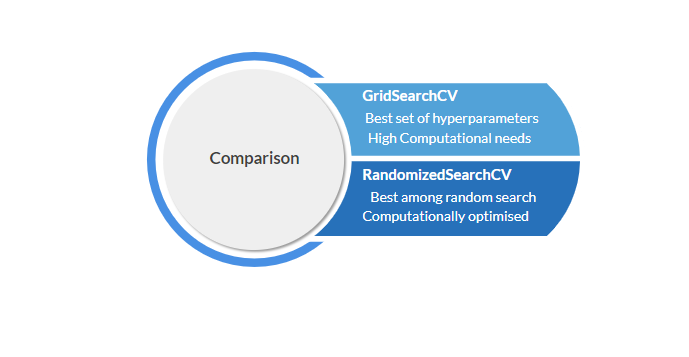 Comparison
GridSearchCV
Best set of hyperparameters
High Computational needs
RandomizedSearchCV
Best among random search
Computationally optimised